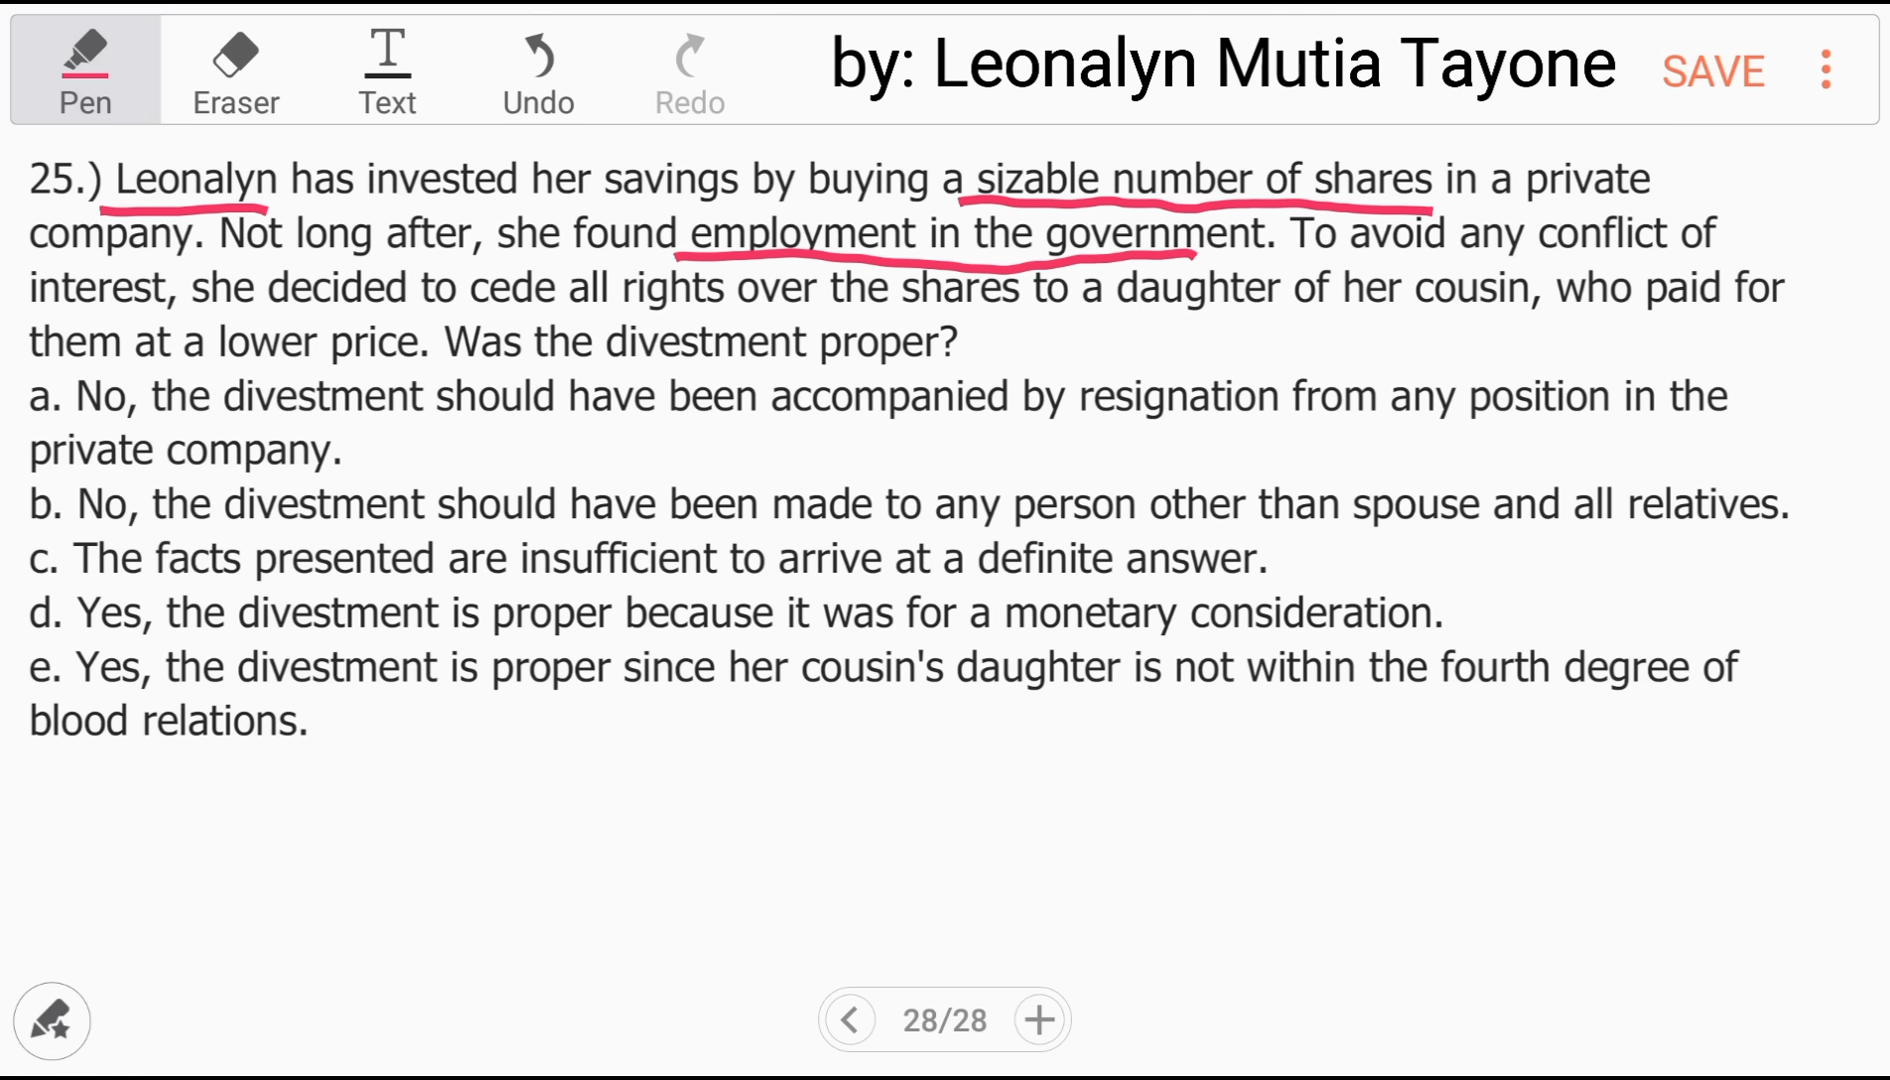 Pen
Eraser
Text
Undo
Redo
by: Leonalyn Mutia Tayone
SAVE
25.) Leonalyn has invested her savings by buying a sizable number of shares in a private
company. Not long after, she found employment in the government. To avoid any conflict of
interest, she decided to cede all rights over the shares to a daughter of her cousin, who paid for
them at a lower price. Was the divestment proper?
a. No, the divestment should have been accompanied by resignation from any position in the
private company.
b. No, the divestment should have been made to any person other than spouse and all relatives.
c. The facts presented are insufficient to arrive at a definite answer.
d. Yes, the divestment is proper because it was for a monetary consideration.
e. Yes, the divestment is proper since her cousin's daughter is not within the fourth degree of
blood relations.
28/28